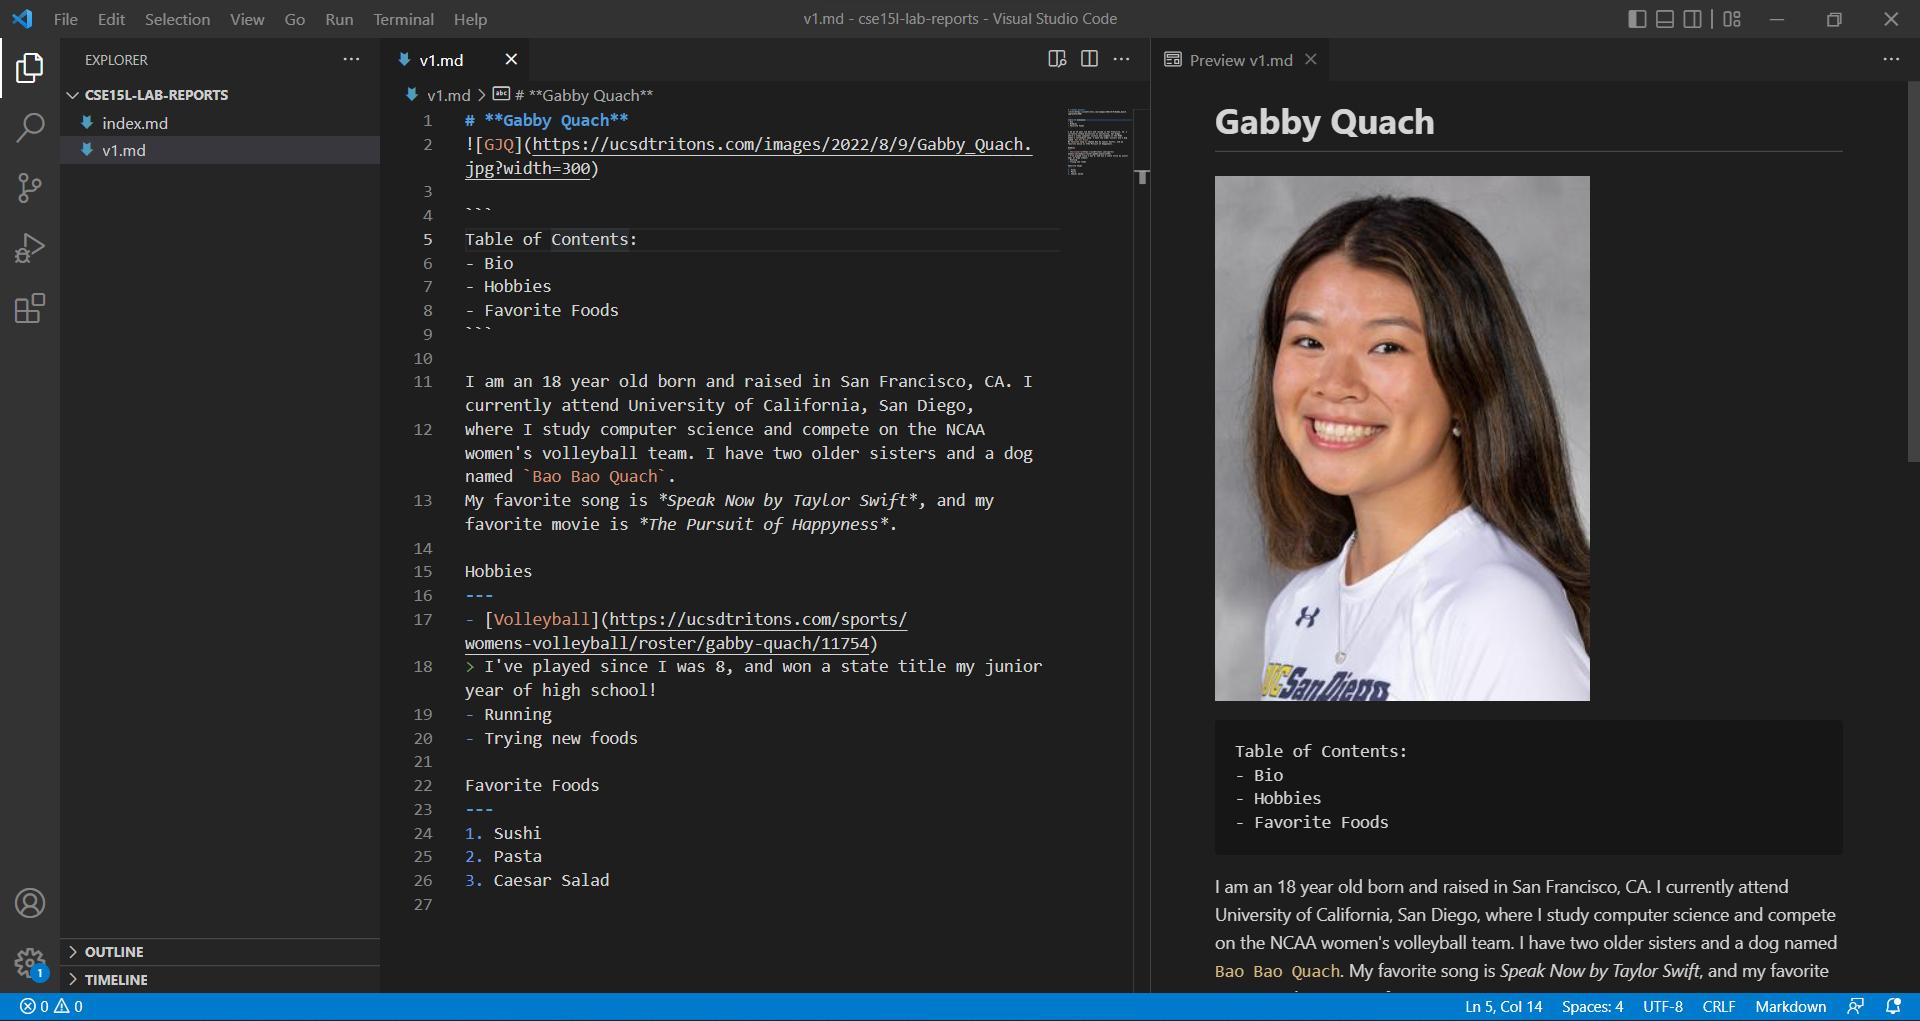 File Edit Selection View Go Run Terminal Help
v1.md - cse15l-lab-reports - Visual Studio Code
EXPLORER
CSE15L-LAB-REPORTS
index.md
v1.md
OUTLINE
TIMELINE
v1.md
v1.md > # **Gabby Quach**
1 # **Gabby Quach**
2 ![GJQ](https://ucsdtritons.com/images/2022/8/9/Gabby_Quach.
jpg?width=300)
3
4 ```
5 Table of Contents:
6 - Bio
7 - Hobbies
8 - Favorite Foods
9 ```
10
11 I am an 18 year old born and raised in San Francisco, CA. I
currently attend University of California, San Diego,
12 where I study computer science and compete on the NCAA
women's volleyball team. I have two older sisters and a dog
named `Bao Bao Quach`.
13 My favorite song is *Speak Now by Taylor Swift*, and my
favorite movie is *The Pursuit of Happyness*.
14
15 Hobbies
16 ---
17 - [Volleyball](https://ucsdtritons.com/sports/
womens-volleyball/roster/gabby-quach/11754)
18 > I've played since I was 8, and won a state title my junior
year of high school!
19 - Running
20 - Trying new foods
21
22 Favorite Foods
23 ---
24 1. Sushi
25 2. Pasta
26 3. Caesar Salad
27
Preview v1.md
Gabby Quach
UC San Diego
Table of Contents:
- Bio
- Hobbies
- Favorite Foods
I am an 18 year old born and raised in San Francisco, CA. I currently attend
University of California, San Diego, where I study computer science and compete
on the NCAA women's volleyball team. I have two older sisters and a dog named
Bao Bao Quach. My favorite song is Speak Now by Taylor Swift, and my favorite
1
0 0
Ln 5, Col 14 Spaces: 4 UTF-8 CRLF Markdown